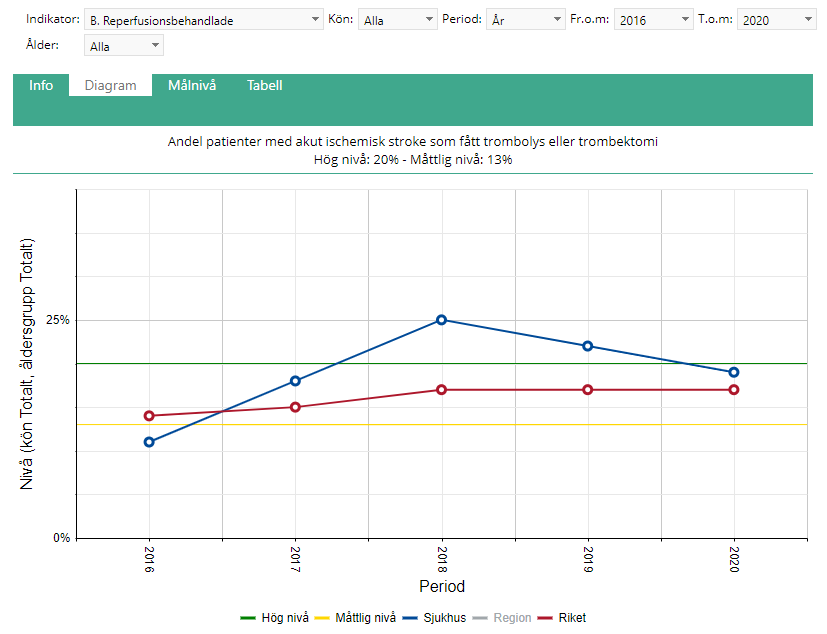 Indikator: B. Reperfusionsbehandlade Kön: Alla Period: År Fr.o.m: 2016 T.o.m: 2020
Ålder: Alla
Info Diagram Målnivå Tabell
Andel patienter med akut ischemisk stroke som fått trombolys eller trombektomi
Hög nivå: 20% - Måttlig nivå: 13%
Nivå (kön Totalt, åldersgrupp Totalt)
25%
0%
2016 2017 2018 2019 2020
Period
Hög nivå Måttlig nivå Sjukhus Region Riket